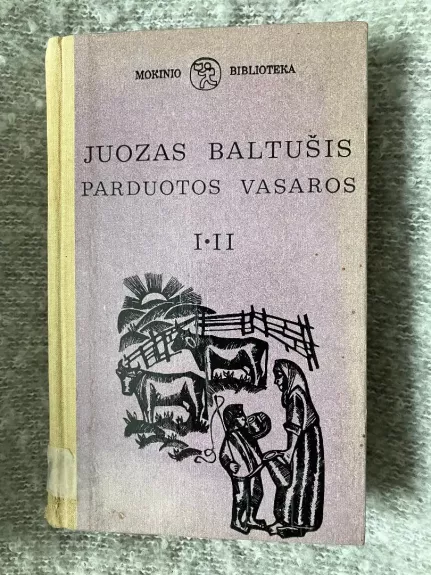 MOKINIO BIBLIOTEKA
JUOZAS BALTUŠIS
PARDUOTOS VASAROS
I•II